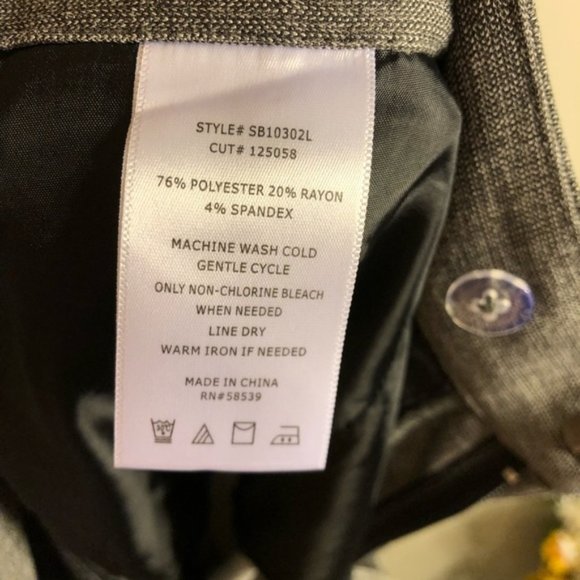 STYLE# SB10302L
CUT# 125058
76% POLYESTER 20% RAYON
4% SPANDEX
MACHINE WASH COLD
GENTLE CYCLE
ONLY NON-CHLORINE BLEACH
WHEN NEEDED
LINE DRY
WARM IRON IF NEEDED
MADE IN CHINA
RN#58539
30°C